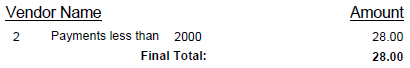 Vendor Name Amount
2 Payments less than 2000 28.00
Final Total: 28.00